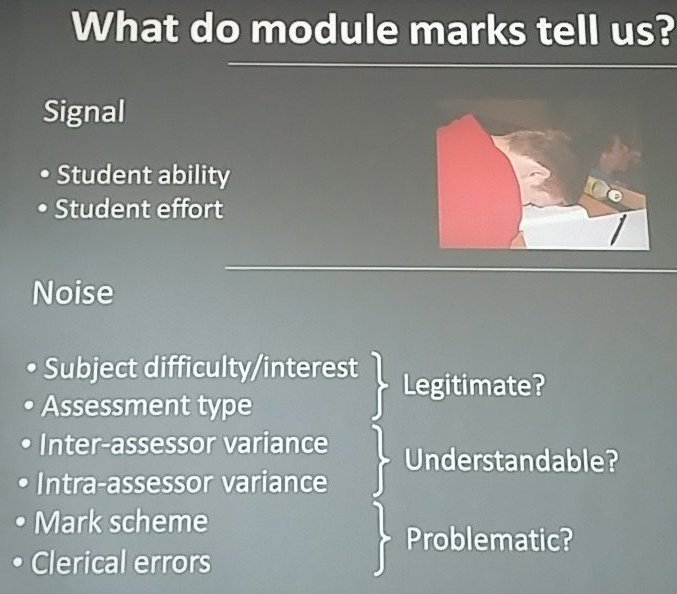 What do module marks tell us?
Signal
• Student ability
• Student effort
Noise
• Subject difficulty/interest
• Assessment type
Legitimate?
• Inter-assessor variance
• Intra-assessor variance
Understandable?
• Mark scheme
• Clerical errors
Problematic?